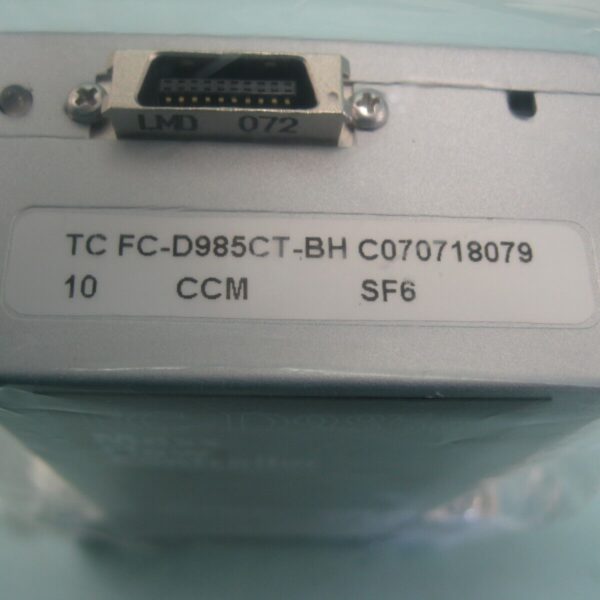 LMD 072
TC FC-D985CT-BH C070718079
10 CCM SF6